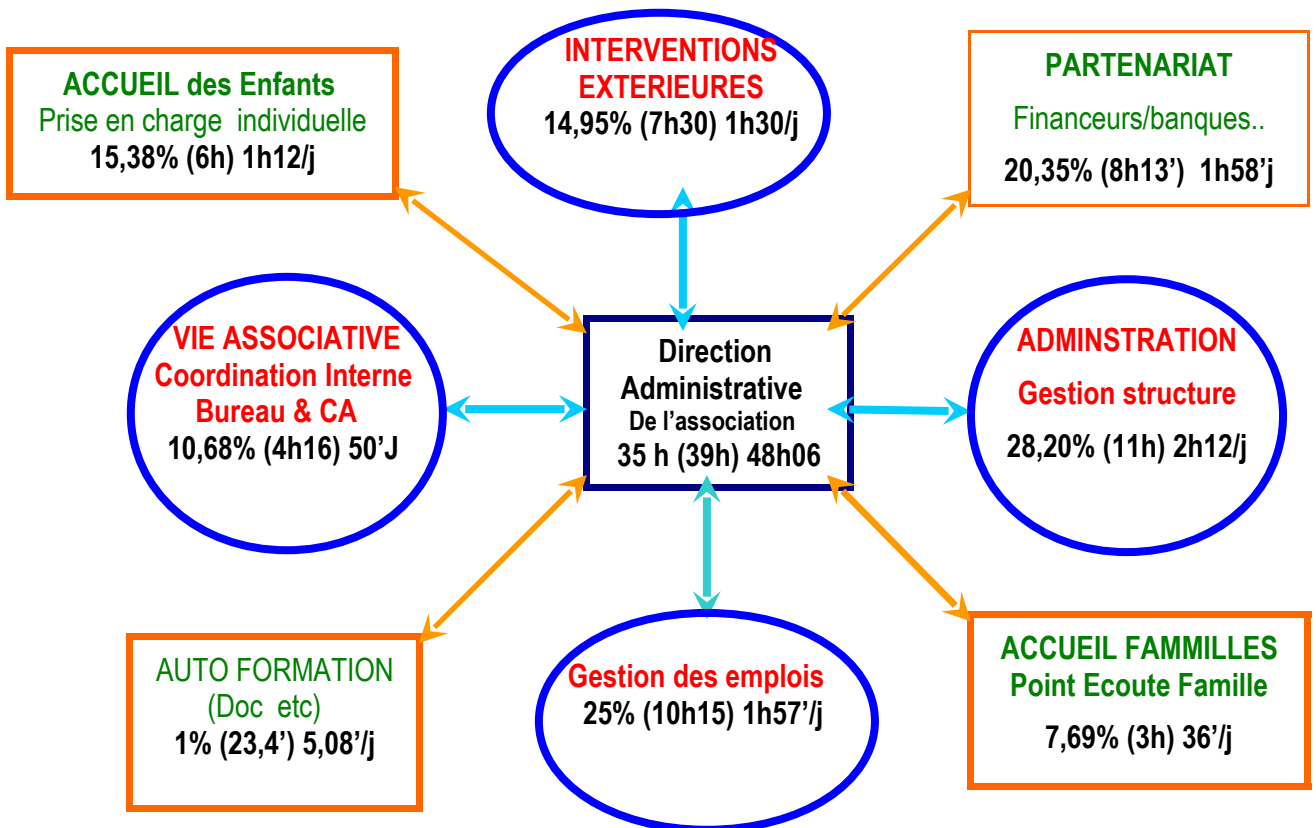 ACCUEIL des Enfants
Prise en charge individuelle
15,38% (6h) 1h12/j
INTERVENTIONS
EXTERIEURES
14,95% (7h30) 1h30/j
PARTENARIAT
Financeurs/banques..
20,35% (8h13’) 1h58’j
VIE ASSOCIATIVE
Coordination Interne
Bureau & CA
10,68% (4h16) 50’J
Direction
Administrative
De l’association
35 h (39h) 48h06
ADMINSTRATION
Gestion structure
28,20% (11h) 2h12/j
AUTO FORMATION
(Doc etc)
1% (23,4’) 5,08’/j
Gestion des emplois
25% (10h15) 1h57’/j
ACCUEIL FAMMILLES
Point Ecoute Famille
7,69% (3h) 36’/j